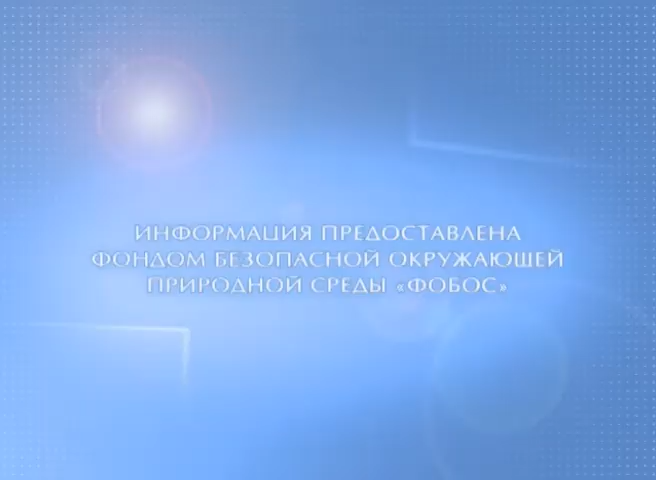 ИНФОРМАЦИЯ ПРЕДОСТАВЛЕНА
ФОНДОМ БЕЗОПАСНОЙ ОКРУЖАЮЩЕЙ
ПРИРОДНОЙ СРЕДЫ «ФОБОС»